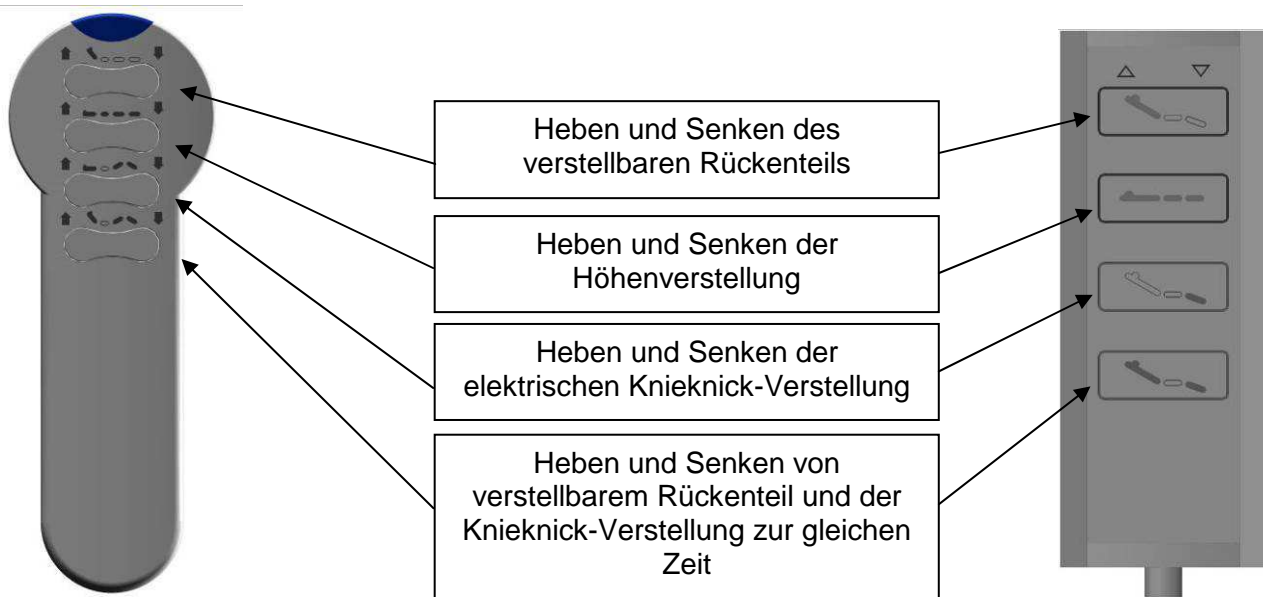 Heben und Senken des
verstellbaren Rückenteils
Heben und Senken der
Höhenverstellung
Heben und Senken der
elektrischen Knieknick-Verstellung
Heben und Senken von
verstellbarem Rückenteil und der
Knieknick-Verstellung zur gleichen
Zeit